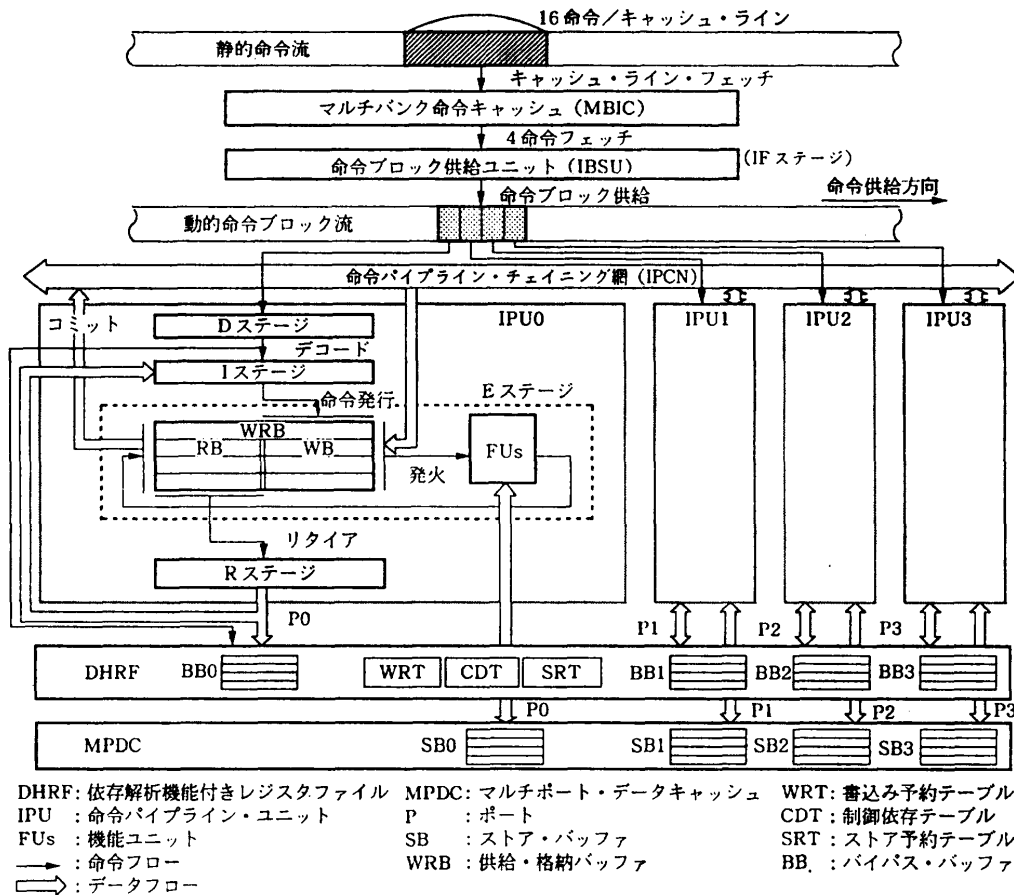 16命令/キャッシュ・ライン
静的命令流
キャッシュ・ライン・フェッチ
マルチバンク命令キャッシュ(MBIC)
4命令フェッチ
命令ブロック供給ユニット(IBSU)
(IFステージ)
命令ブロック供給
命令供給方向
動的命令ブロック流
命令パイプライン・チェイニング網(IPCN)
コミット
Dステージ
IPU0
IPU1
IPU2
IPU3
デコード
Iステージ
命令発行
Eステージ
WRB
RB
WB
FUs
発火
リタイア
Rステージ
P0
P1
P2
P3
DHRF
BB0
WRT
CDT
SRT
BB1
BB2
BB3
P0
P1
P2
P3
MPDC
SB0
SB1
SB2
SB3
DHRF:依存解析機能付きレジスタファイル
MPDC:マルチポート・データキャッシュ
WRT:書込み予約テーブル
IPU:命令パイプライン・ユニット
P:ポート
CDT:制御依存テーブル
FUs:機能ユニット
SB:ストア・バッファ
SRT:ストア予約テーブル
:命令フロー
WRB:供給・格納バッファ
BB.:バイパス・バッファ
:データフロー